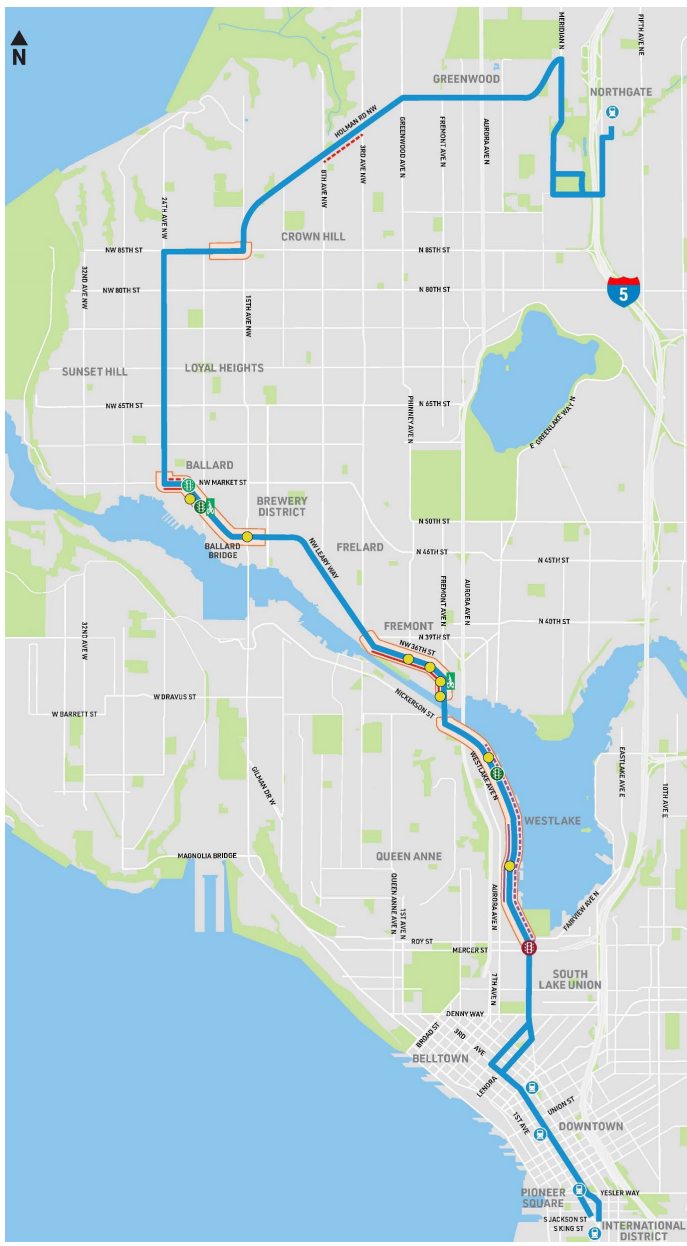 N
MERIDIAN N
FIFTH AVE NE
GREENWOOD
NORTHGATE
HOLMAN RD NW
3RD AVE NW
8TH AVE NW
GREENWOOD AVE N
FREMONT AVE N
AURORA AVE N
24TH AVE NW
CROWN HILL
NW 85TH ST
N 85TH ST
32ND AVE NW
NW 80TH ST
N 80TH ST
5
15TH AVE NW
SUNSET HILL
LOYAL HEIGHTS
NW 65TH ST
PHINNEY AVE N
N 65TH ST
E GREENLAKE WAY N
BALLARD
NW MARKET ST
BREWERY
DISTRICT
N 50TH ST
BALLARD
BRIDGE
NW LEARY WAY
FRELARD
N 46TH ST
N 45TH ST
FREMONT AVE N
AURORA AVE N
32ND AVE W
FREMONT
N 39TH ST
N 40TH ST
NW 36TH ST
W DRAVUS ST
W BARRETT ST
NICKERSON ST
GILMAN DR W
WESTLAKE AVE N
EASTLAKE AVE E
10TH AVE E
WESTLAKE
MAGNOLIA BRIDGE
QUEEN ANNE
QUEEN ANNE AVE N
1ST AVE N
AURORA AVE N
FAIRVIEW AVE N
ROY ST
MERCER ST
7TH AVE N
SOUTH
LAKE UNION
DENNY WAY
BROAD ST
3RD AVE
BELLTOWN
LENORA
UNION ST
1ST AVE
DOWNTOWN
PIONEER
SQUARE
YESLER WAY
S JACKSON ST
S KING ST
INTERNATIONAL
DISTRICT